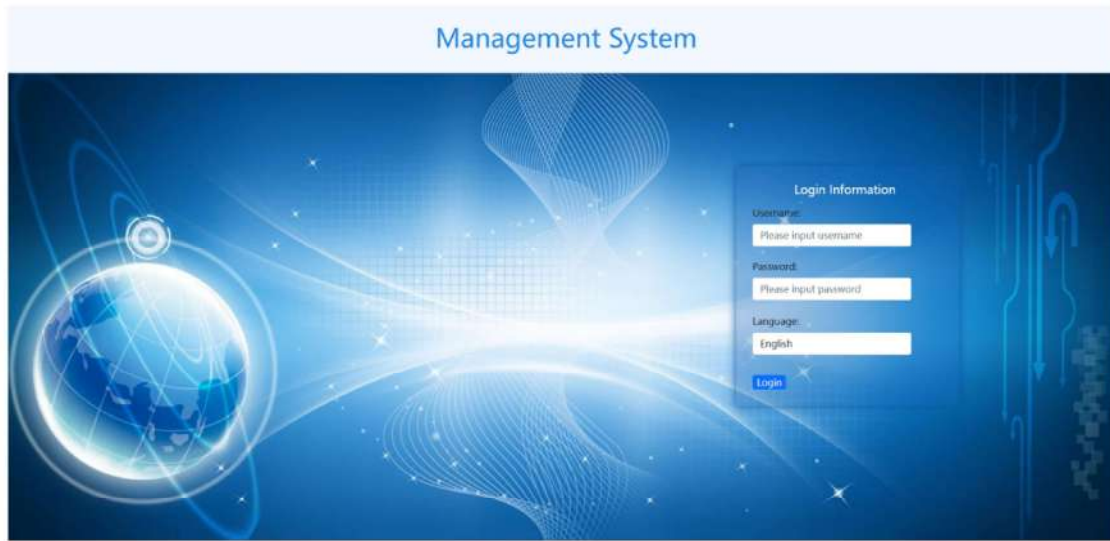 Management System
Login Information
Username:
Please input username
Password:
Please input password
Language:
English
Login